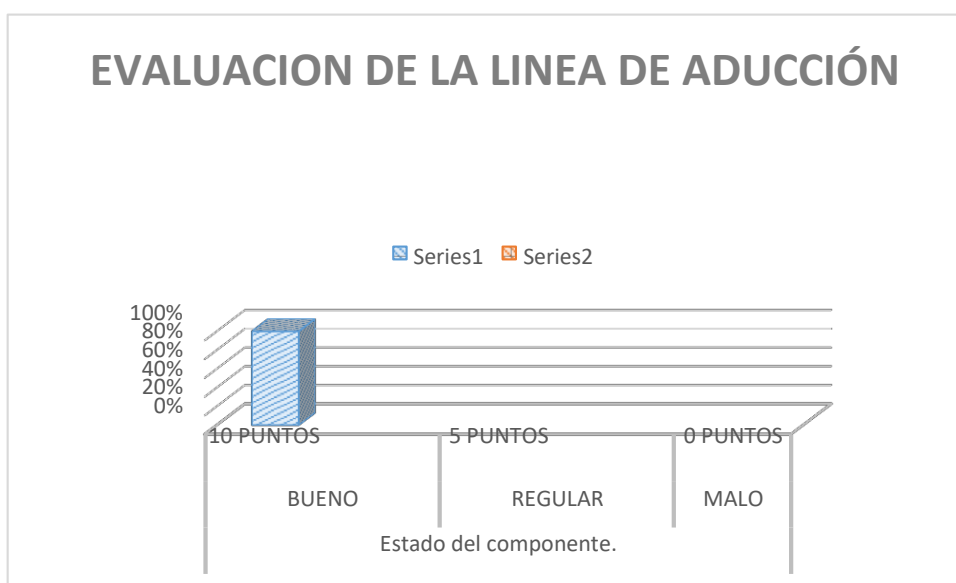 EVALUACION DE LA LINEA DE ADUCCIÓN
Series1 Series2
100%
80%
60%
40%
20%
0%
10 PUNTOS 5 PUNTOS 0 PUNTOS
BUENO REGULAR MALO
Estado del componente.